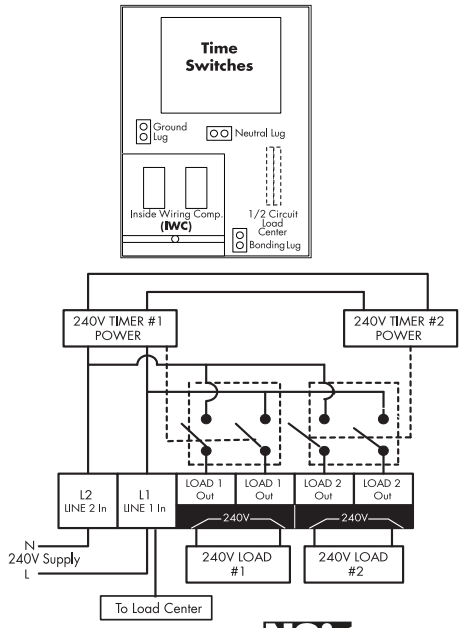 Time
Switches
Ground
Lug
Neutral Lug
Inside Wiring Comp.
(IWC)
1/2 Circuit
Load
Center
Bonding Lug
240V TIMER #1
POWER
240V TIMER #2
POWER
L2
LINE 2 In
L1
LINE 1 In
LOAD 1
Out
LOAD 1
Out
LOAD 2
Out
LOAD 2
Out
240V
240V
N
240V Supply
L
240V LOAD
#1
240V LOAD
#2
To Load Center